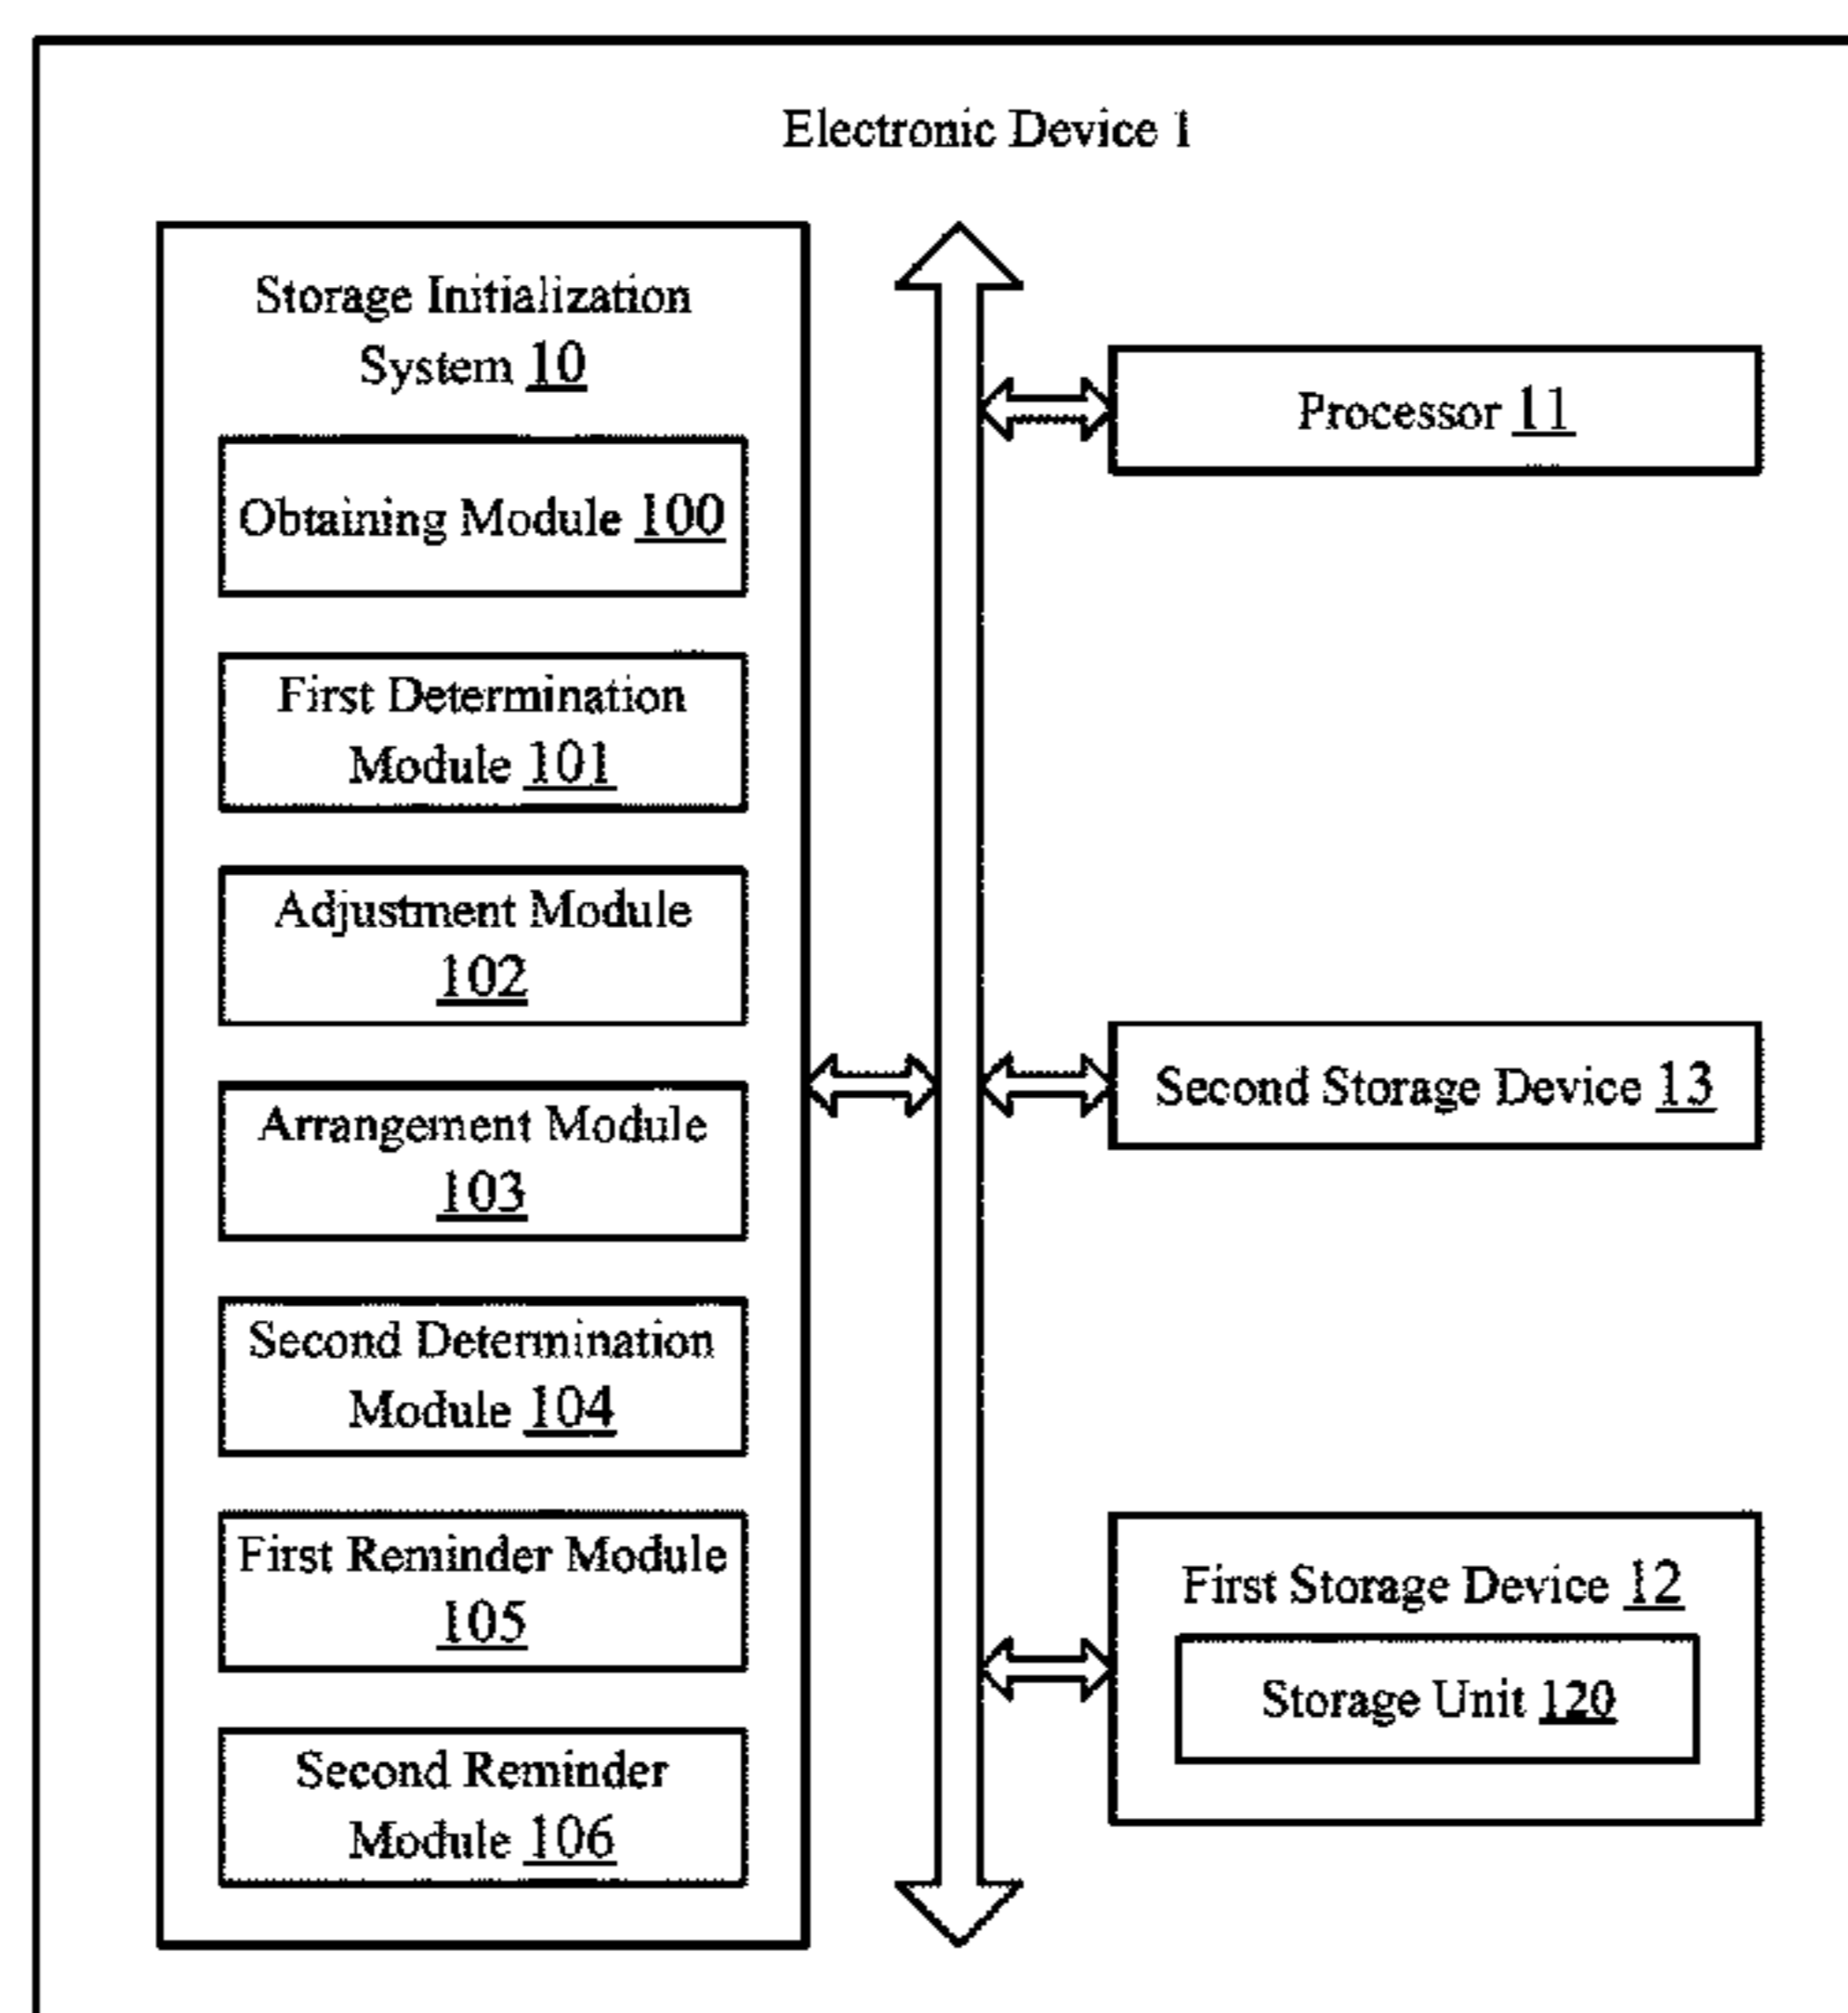 Electronic Device 1
Storage Initialization
System 10
Obtaining Module 100
First Determination
Module 101
Adjustment Module
102
Arrangement Module
103
Second Determination
Module 104
First Reminder Module
105
Second Reminder
Module 106
Processor 11
Second Storage Device 13
First Storage Device 12
Storage Unit 120